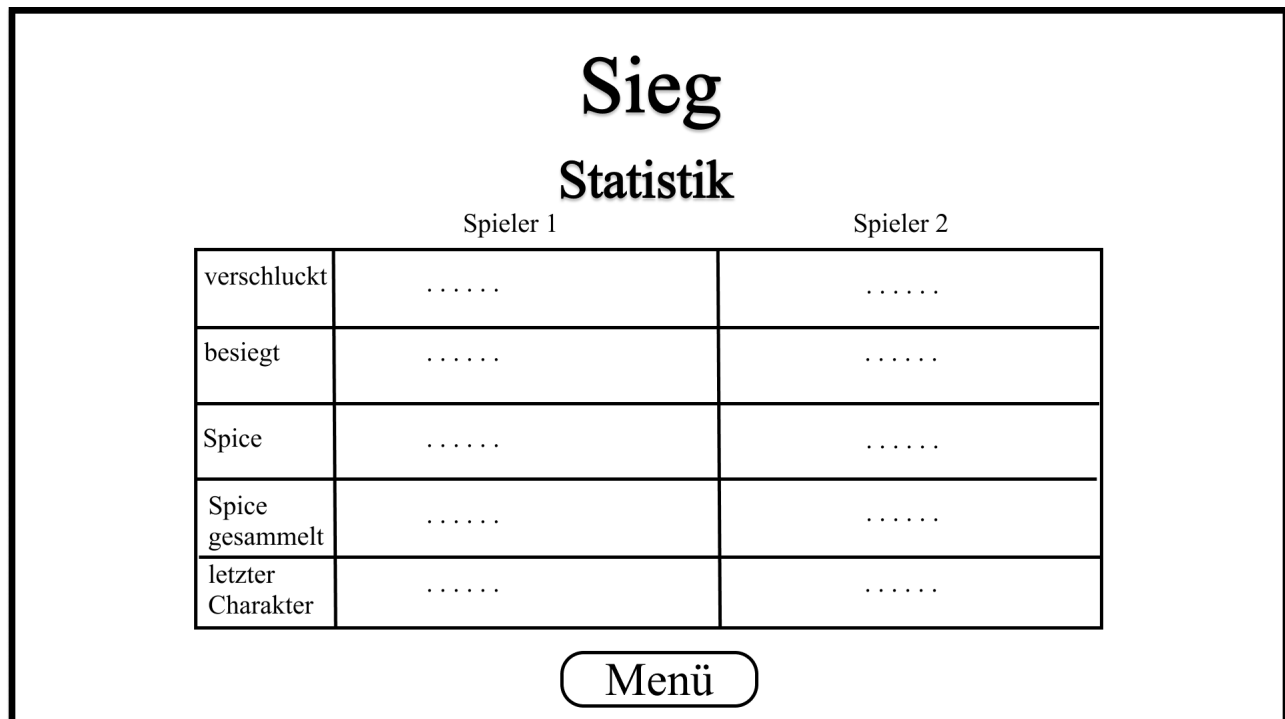 Sieg
Statistik
Spieler 1 Spieler 2
verschluckt ...... ......
besiegt ...... ......
Spice ...... ......
Spice
gesammelt ...... ......
letzter
Charakter ...... ......
Menü